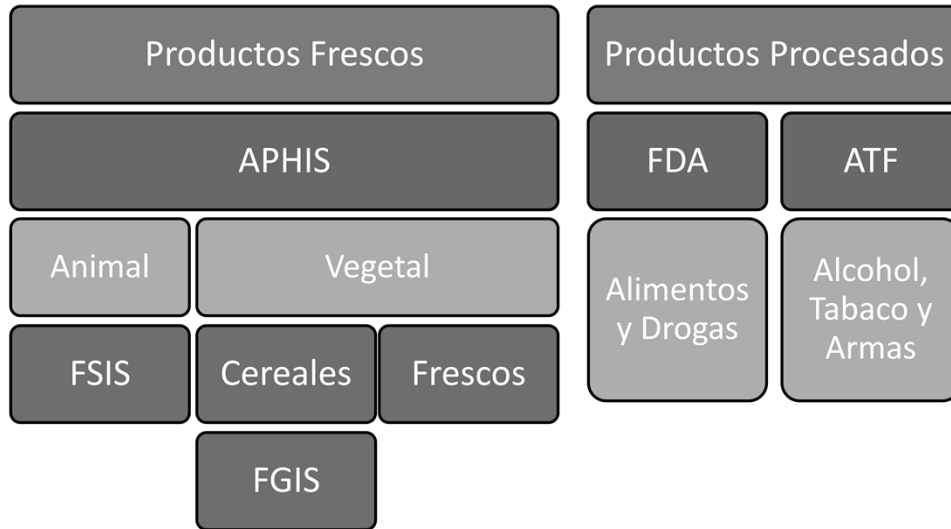 Productos Frescos
APHIS
Animal
Vegetal
FSIS
Cereales
Frescos
FGIS
Productos Procesados
FDA
ATF
Alimentos
y Drogas
Alcohol,
Tabaco y
Armas